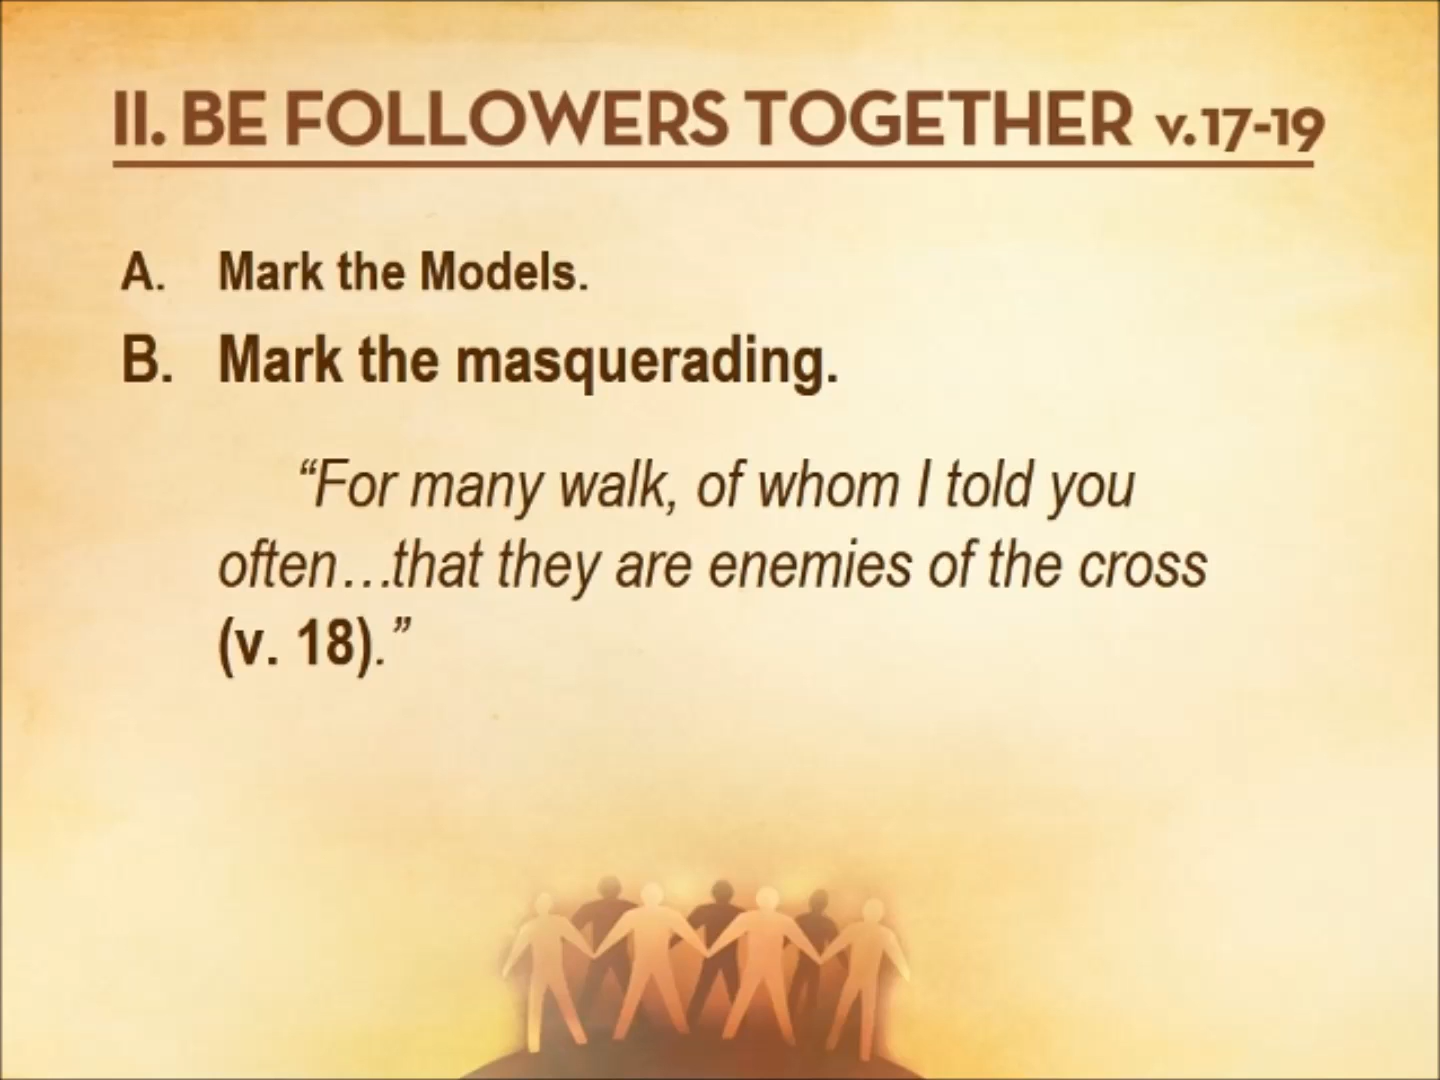 II. BE FOLLOWERS TOGETHER v.17-19
A. Mark the Models.
B. Mark the masquerading.
“For many walk, of whom I told you
often…that they are enemies of the cross
(v. 18).”